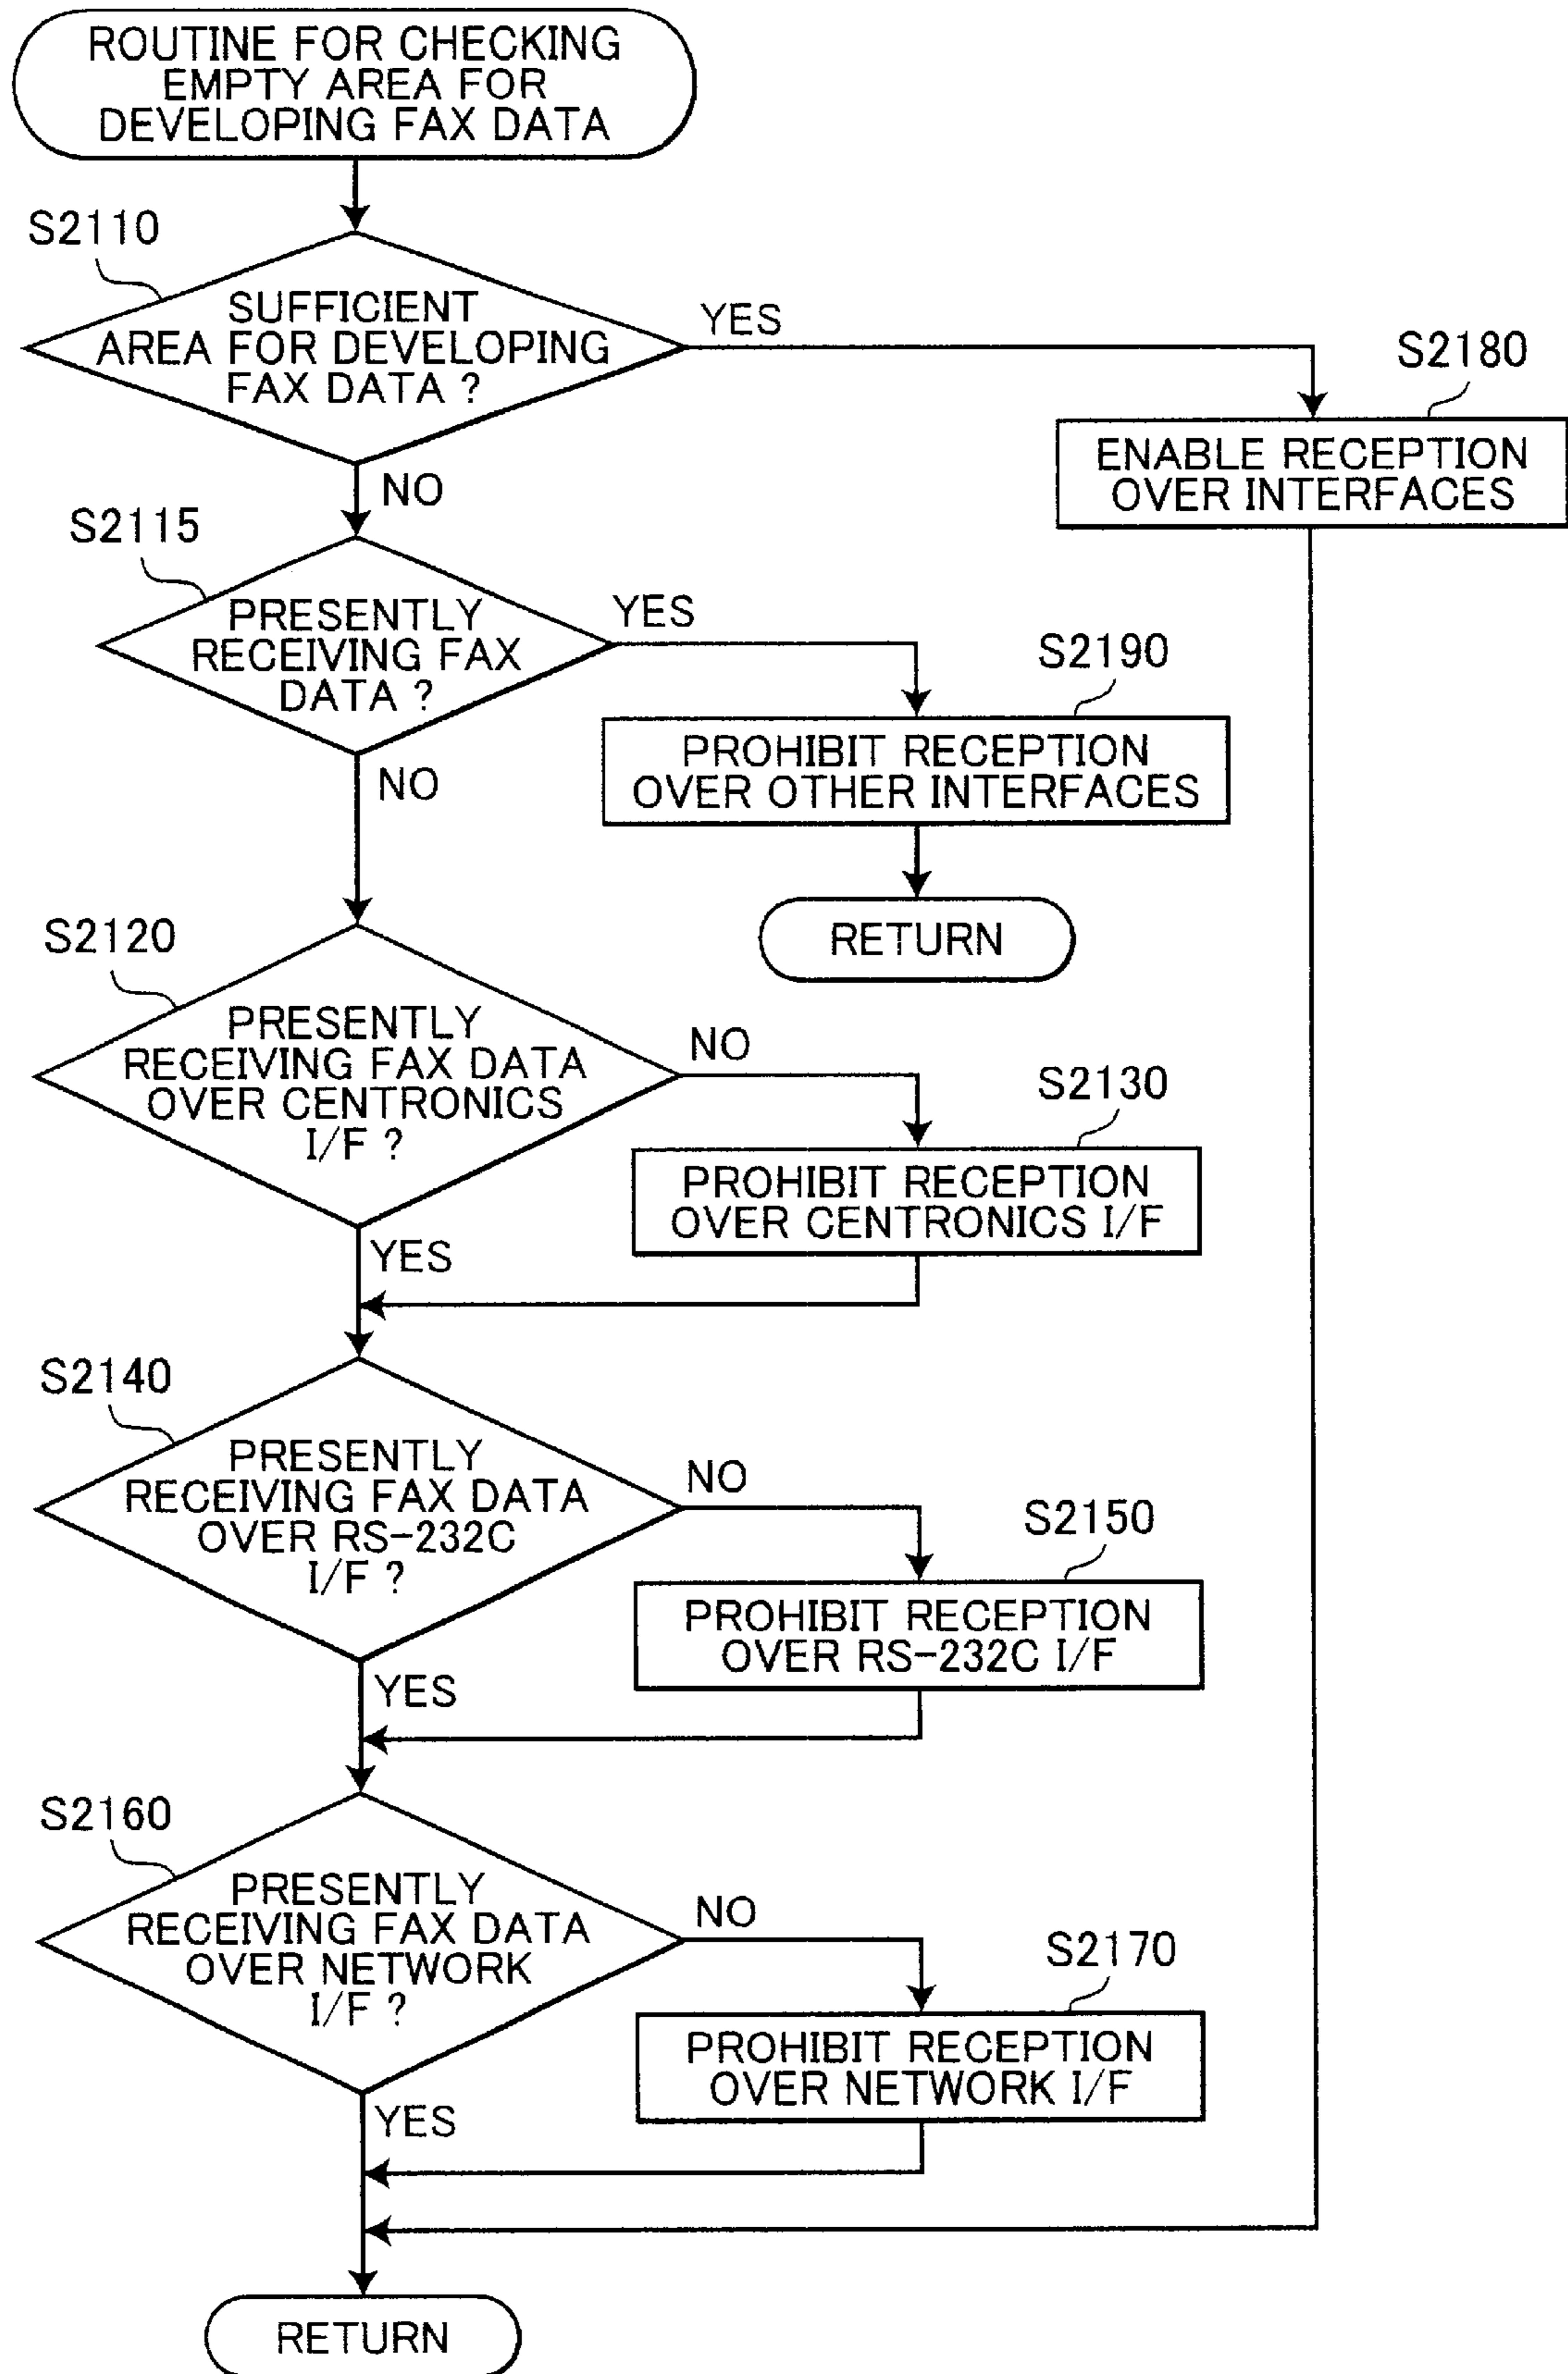 ROUTINE FOR CHECKING
EMPTY AREA FOR
DEVELOPING FAX DATA
S2110
SUFFICIENT
AREA FOR DEVELOPING
FAX DATA ?
YES
S2180
ENABLE RECEPTION
OVER INTERFACES
NO
S2115
PRESENTLY
RECEIVING FAX
DATA ?
YES
S2190
PROHIBIT RECEPTION
OVER OTHER INTERFACES
RETURN
NO
S2120
PRESENTLY
RECEIVING FAX DATA
OVER CENTRONICS
I/F ?
NO
S2130
PROHIBIT RECEPTION
OVER CENTRONICS I/F
YES
S2140
PRESENTLY
RECEIVING FAX DATA
OVER RS-232C
I/F ?
NO
S2150
PROHIBIT RECEPTION
OVER RS-232C I/F
YES
S2160
PRESENTLY
RECEIVING FAX DATA
OVER NETWORK
I/F ?
NO
S2170
PROHIBIT RECEPTION
OVER NETWORK I/F
YES
RETURN